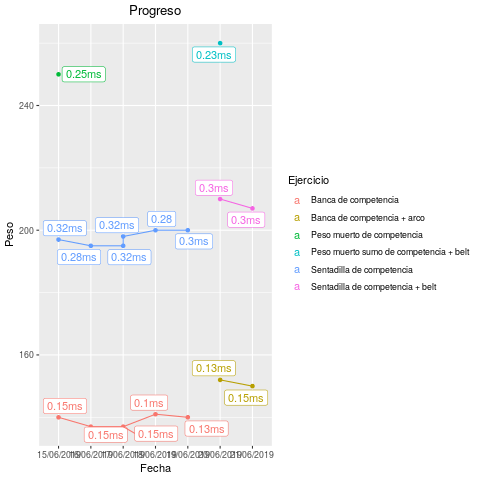 Progreso
0.23ms
0.25ms
240
0.3ms
0.3ms
0.32ms
0.32ms
0.28
0.3ms
0.28ms
0.32ms
200
Peso
160
0.13ms
0.15ms
0.15ms
0.1ms
0.13ms
0.15ms
0.15ms
15/06/2019
21/06/2019
Fecha
Ejercicio
a Banca de competencia
a Banca de competencia + arco
a Peso muerto de competencia
a Peso muerto sumo de competencia + belt
a Sentadilla de competencia
a Sentadilla de competencia + belt